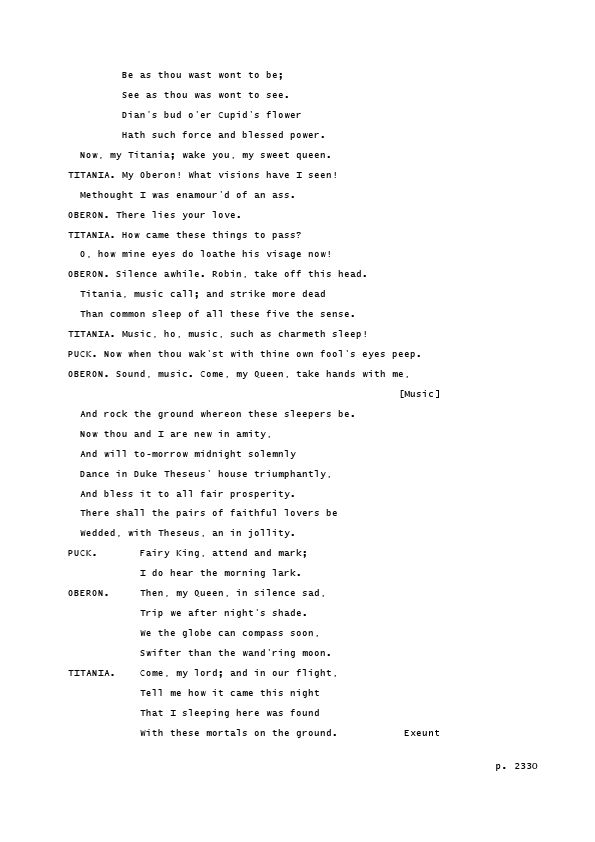 Be as thou wast wont to be;
See as thou was wont to see.
Dian's bud o'er Cupid's flower
Hath such force and blessed power.
Now, my Titania; wake you, my sweet queen.
TITANIA. My Oberon! What visions have I seen!
Methought I was enamour'd of an ass.
OBERON. There lies your love.
TITANIA. How came these things to pass?
O, how mine eyes do loathe his visage now!
OBERON. Silence awhile. Robin, take off this head.
Titania, music call; and strike more dead
Than common sleep of all these five the sense.
TITANIA. Music, ho, music, such as charmeth sleep!
PUCK. Now when thou wak'st with thine own fool's eyes peep.
OBERON. Sound, music. Come, my Queen, take hands with me,
[Music]
And rock the ground whereon these sleepers be.
Now thou and I are new in amity,
And will to-morrow midnight solemnly
Dance in Duke Theseus' house triumphantly,
And bless it to all fair prosperity.
There shall the pairs of faithful lovers be
Wedded, with Theseus, an in jollity.
PUCK. Fairy King, attend and mark;
I do hear the morning lark.
OBERON. Then, my Queen, in silence sad,
Trip we after night's shade.
We the globe can compass soon,
Swifter than the wand'ring moon.
TITANIA. Come, my lord; and in our flight,
Tell me how it came this night
That I sleeping here was found
With these mortals on the ground. Exeunt
p. 2330